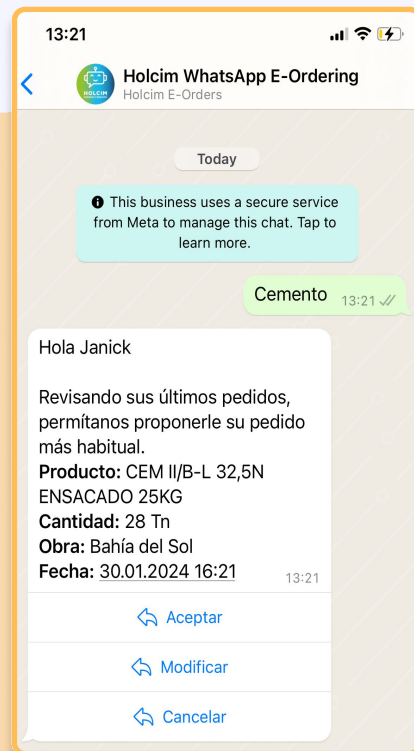 13:21
Holcim WhatsApp E-Ordering
HOLCIM
Holcim E-Orders
Today
This business uses a secure service
from Meta to manage this chat. Tap to
learn more.
Cemento 13:21
Hola Janick
Revisando sus últimos pedidos,
permítanos proponerle su pedido
más habitual.
Producto: CEM II/B-L 32,5N
ENSACADO 25KG
Cantidad: 28 Tn
Obra: Bahía del Sol
Fecha: 30.01.2024 16:21 13:21
Aceptar
Modificar
Cancelar